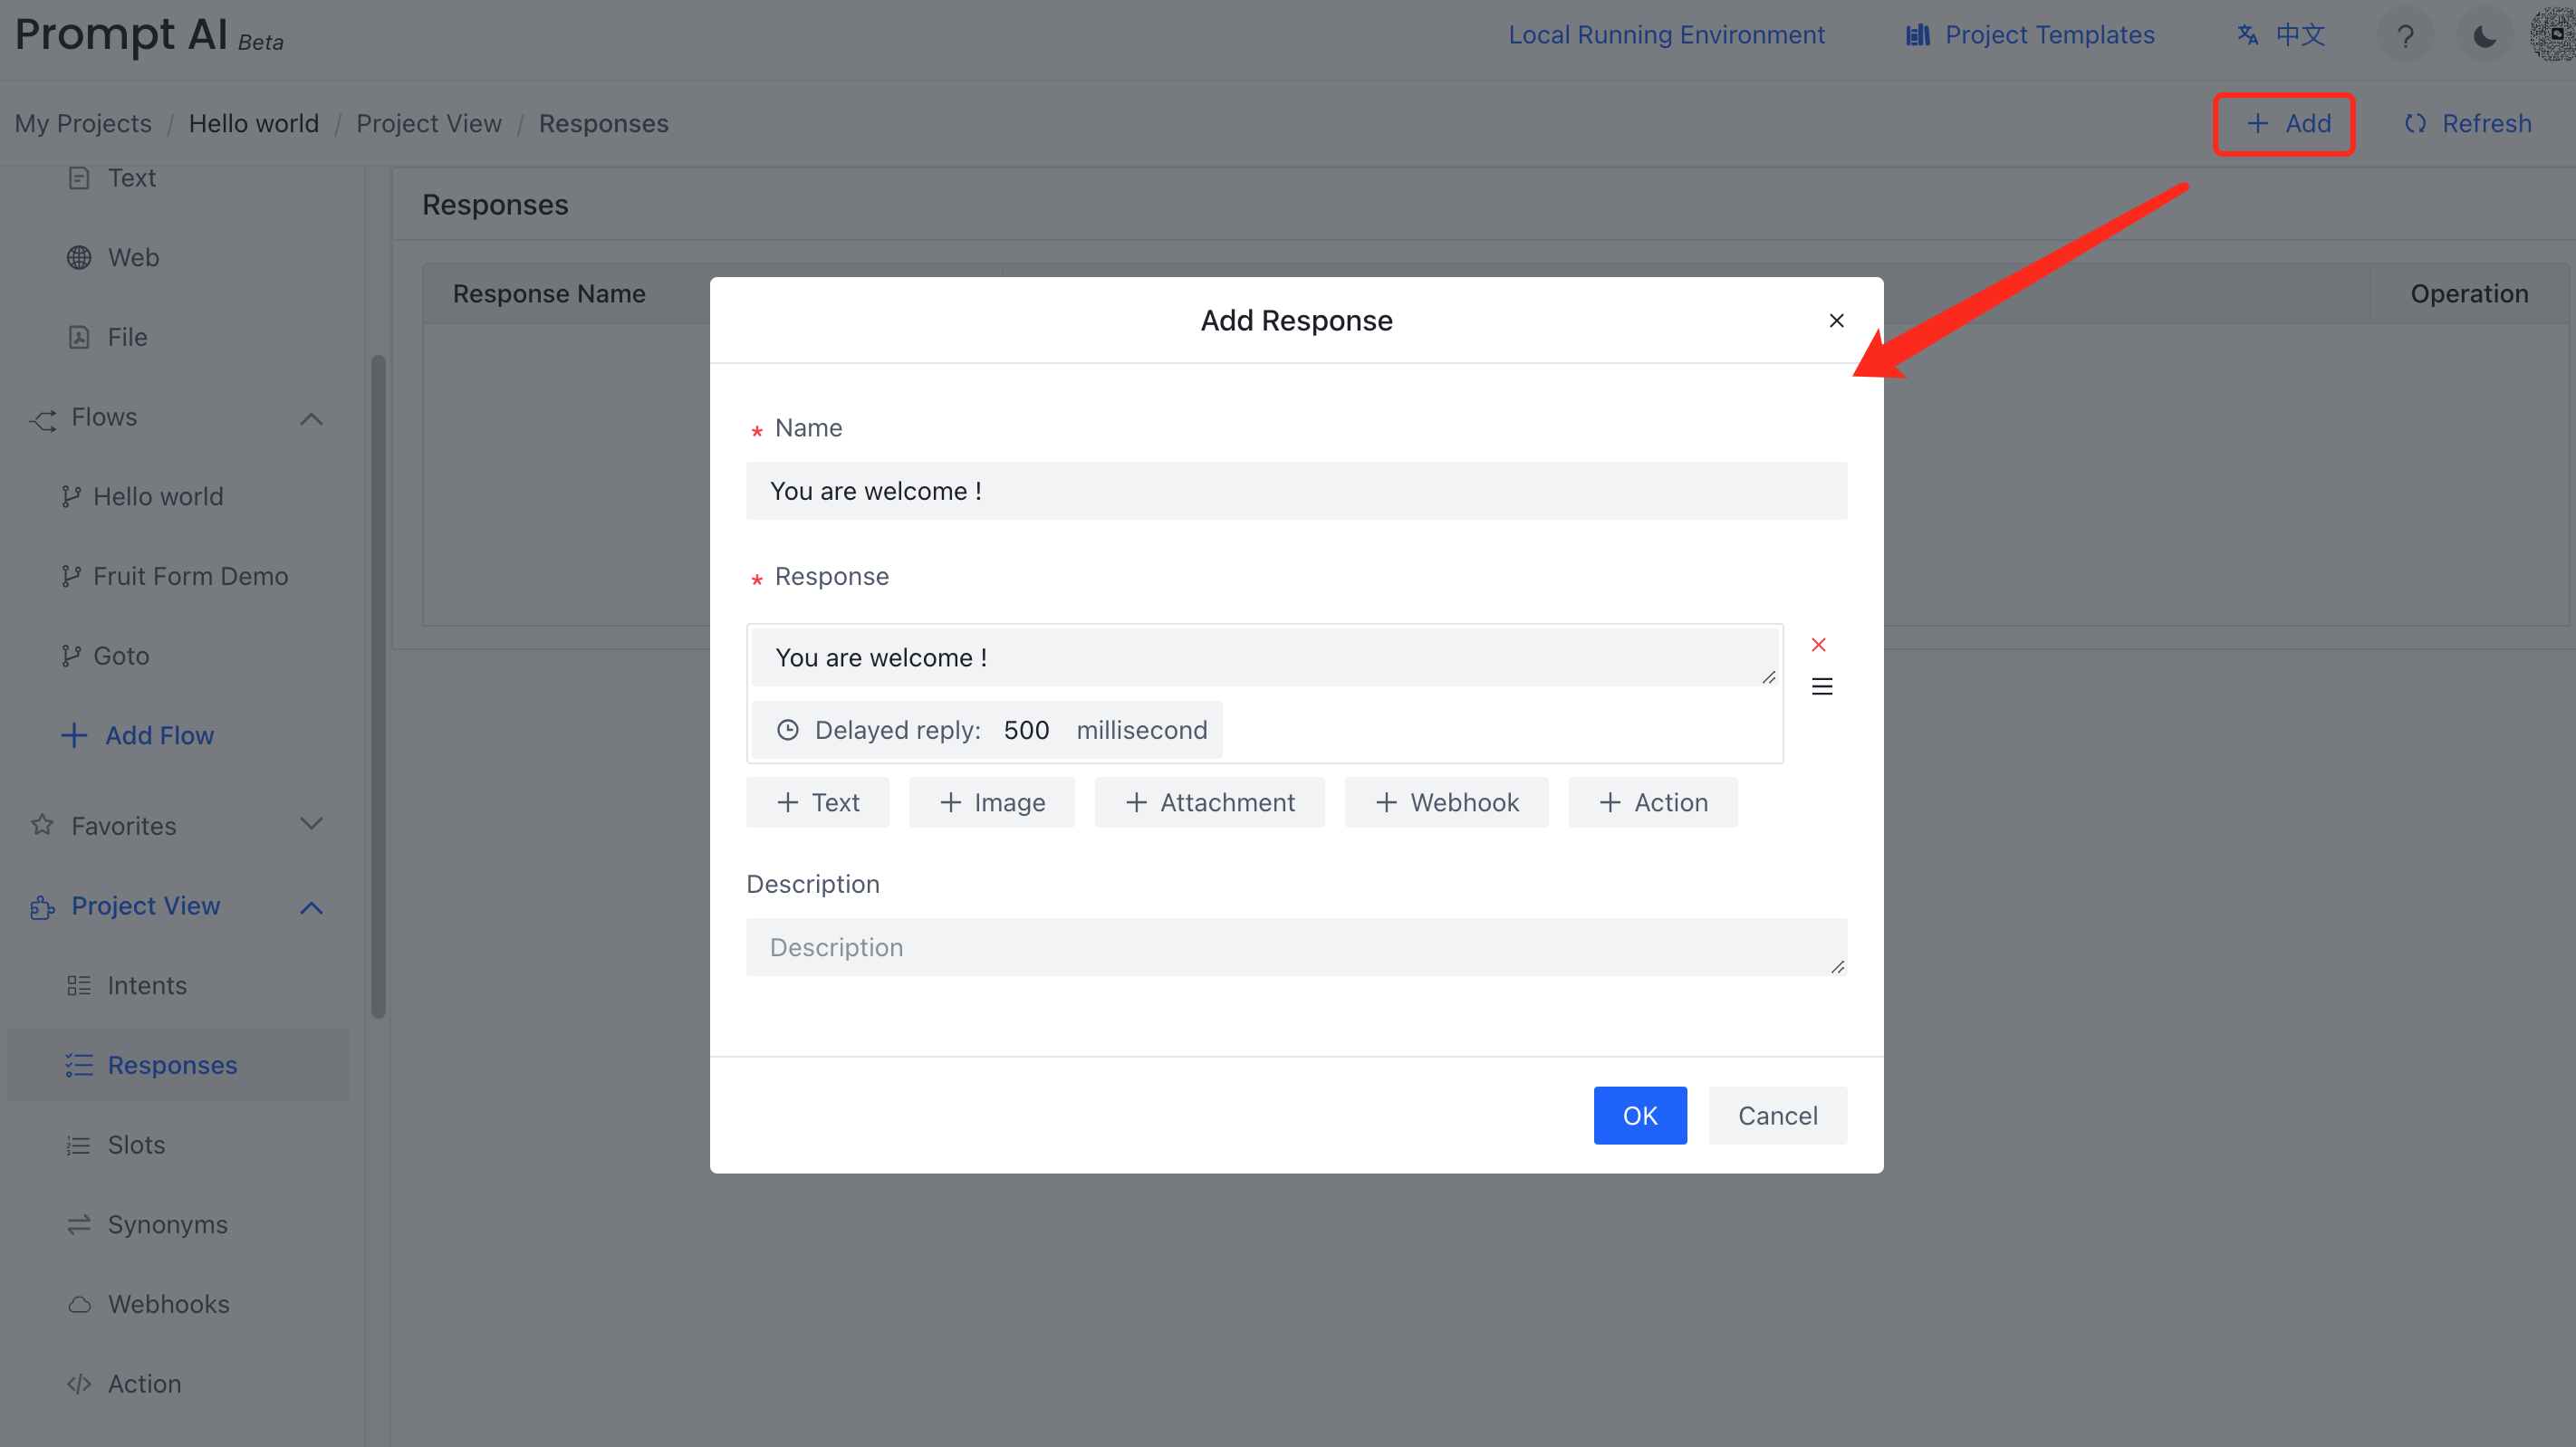 Prompt AI Beta
Local Running Environment
Project Templates
中文
?
My Projects / Hello world / Project View / Responses
+ Add
Refresh
Text
Web
File
Flows
Hello world
Fruit Form Demo
Goto
+ Add Flow
Favorites
Project View
Intents
Responses
Slots
Synonyms
Webhooks
Action
Responses
Response Name
Operation
Add Response
* Name
You are welcome !
* Response
You are welcome !
Delayed reply: 500 millisecond
+ Text
+ Image
+ Attachment
+ Webhook
+ Action
Description
Description
OK
Cancel